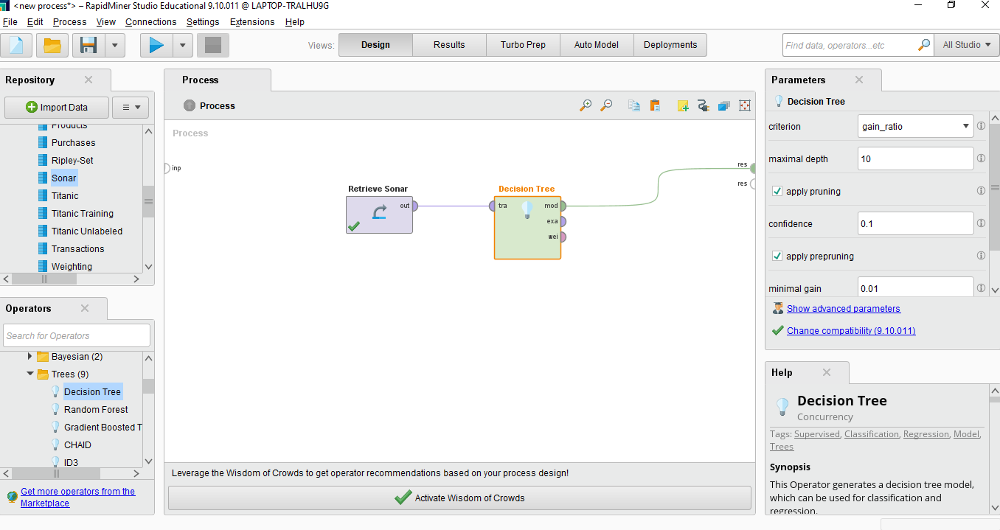 <new process*> – RapidMiner Studio Educational 9.10.011 @ LAPTOP-TRALHU9G
File Edit Process View Connections Settings Extensions Help
Views: Design Results Turbo Prep Auto Model Deployments
Find data, operators...etc
All Studio
Repository
Import Data
Products
Purchases
Ripley-Set
Sonar
Titanic
Titanic Training
Titanic Unlabeled
Transactions
Weighting
Operators
Search for Operators
Bayesian (2)
Trees (9)
Decision Tree
Random Forest
Gradient Boosted T
CHAID
ID3
Get more operators from the
Marketplace
Process
Process
Process
inp
res
res
Retrieve Sonar
out
Decision Tree
tra
mod
exa
wei
Leverage the Wisdom of Crowds to get operator recommendations based on your process design!
Activate Wisdom of Crowds
Parameters
Decision Tree
criterion gain_ratio
maximal depth 10
apply pruning
confidence 0.1
apply prepruning
minimal gain 0.01
Show advanced parameters
Change compatibility (9.10.011)
Help
Decision Tree
Concurrency
Tags: Supervised, Classification, Regression, Model,
Trees
Synopsis
This Operator generates a decision tree model,
which can be used for classification and
regression.